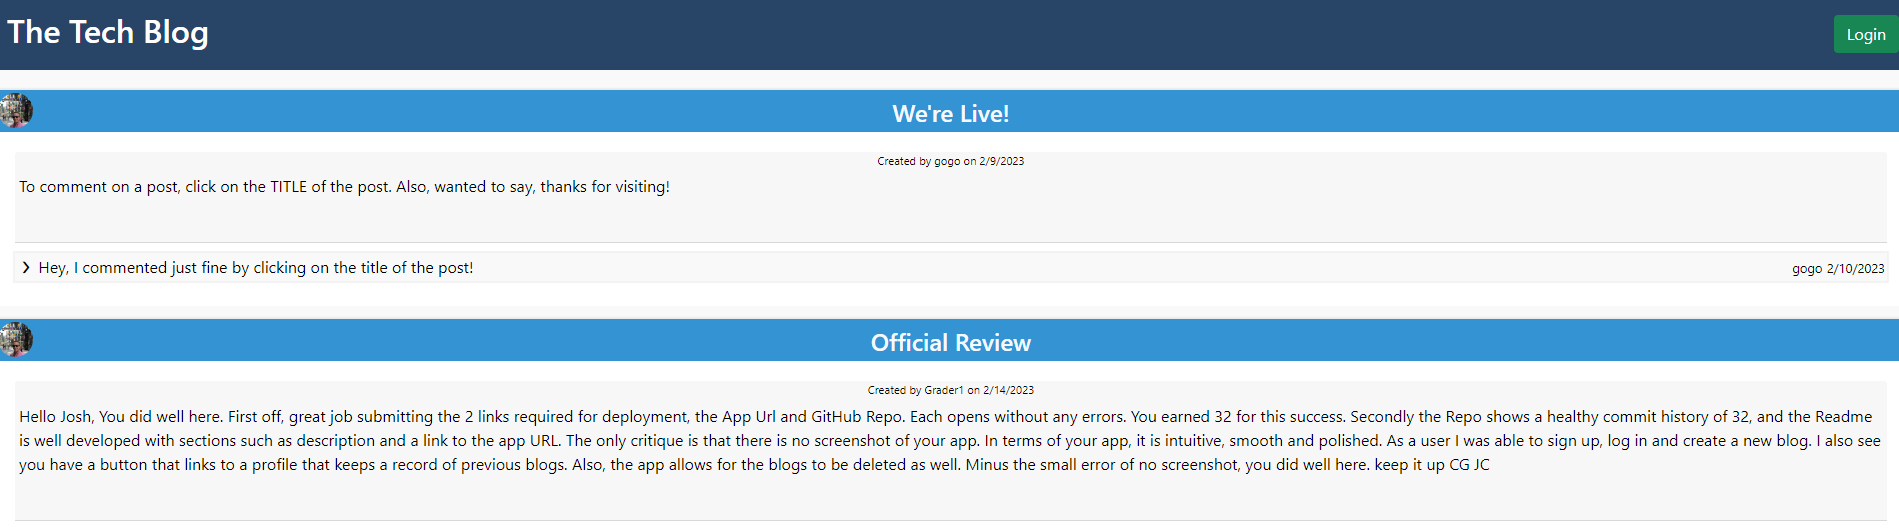 The Tech Blog
Login
We're Live!
Created by gogo on 2/9/2023
To comment on a post, click on the TITLE of the post. Also, wanted to say, thanks for visiting!
Hey, I commented just fine by clicking on the title of the post!
gogo 2/10/2023
Official Review
Created by Grader1 on 2/14/2023
Hello Josh, You did well here. First off, great job submitting the 2 links required for deployment, the App Url and GitHub Repo. Each opens without any errors. You earned 32 for this success. Secondly the Repo shows a healthy commit history of 32, and the Readme
is well developed with sections such as description and a link to the app URL. The only critique is that there is no screenshot of your app. In terms of your app, it is intuitive, smooth and polished. As a user I was able to sign up, log in and create a new blog. I also see
you have a button that links to a profile that keeps a record of previous blogs. Also, the app allows for the blogs to be deleted as well. Minus the small error of no screenshot, you did well here. keep it up CG JC